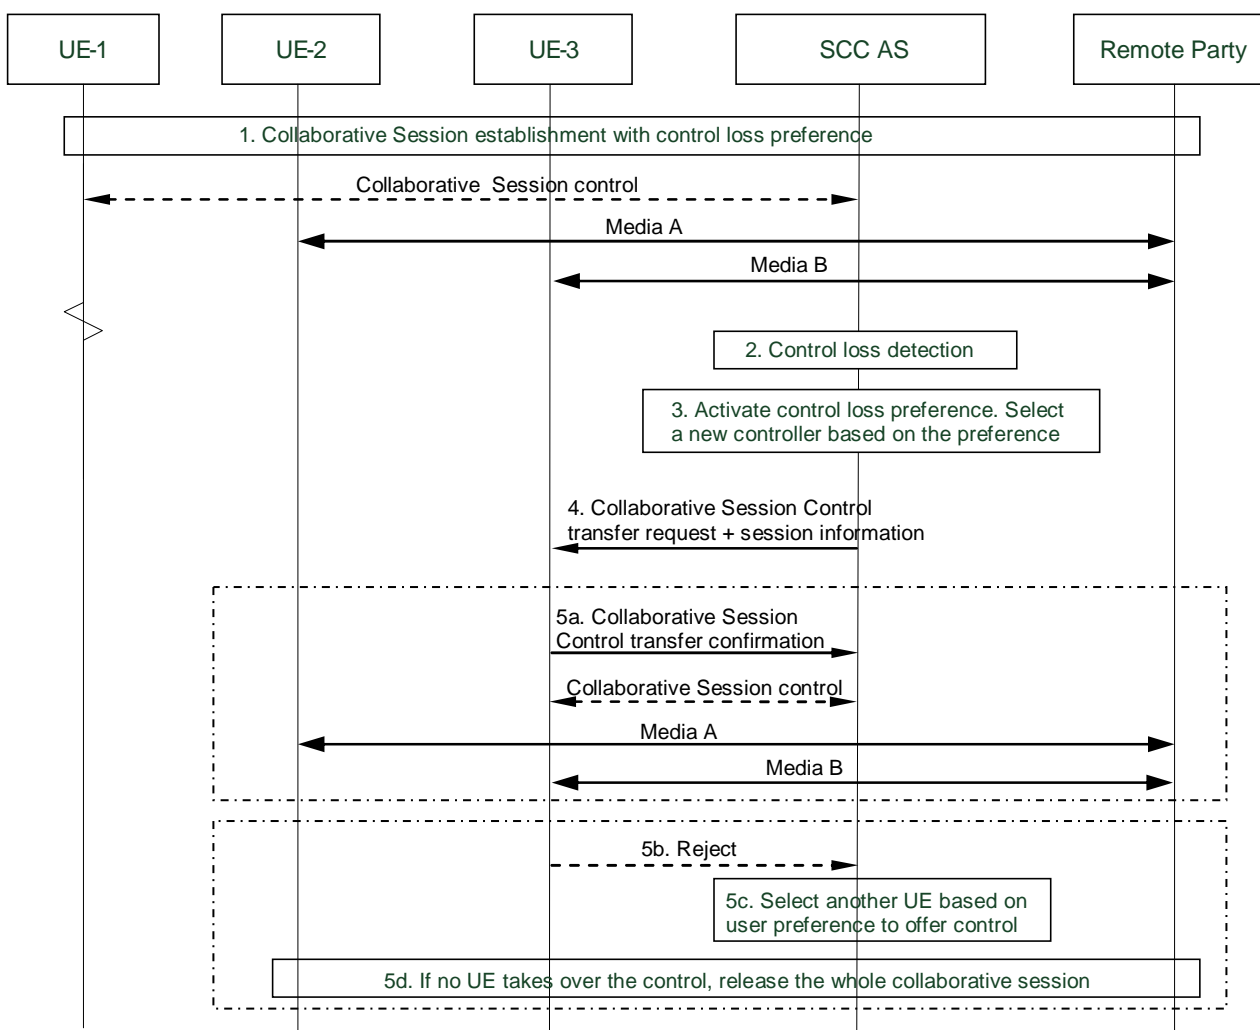 UE-1
UE-2
UE-3
SCC AS
Remote Party
1. Collaborative Session establishment with control loss preference
Collaborative Session control
Media A
Media B
2. Control loss detection
3. Activate control loss preference. Select
a new controller based on the preference
4. Collaborative Session Control
transfer request + session information
5a. Collaborative Session
Control transfer confirmation
Collaborative Session control
Media A
Media B
5b. Reject
5c. Select another UE based on
user preference to offer control
5d. If no UE takes over the control, release the whole collaborative session